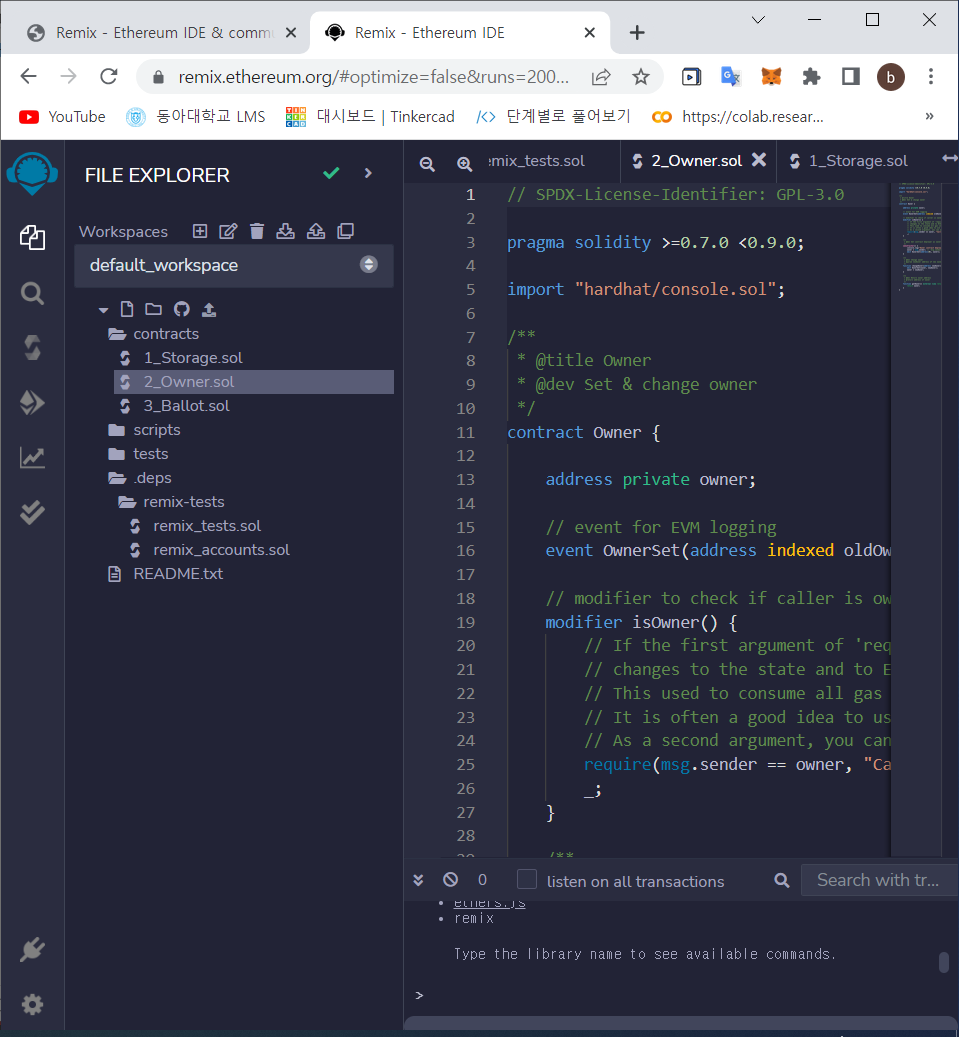 Remix - Ethereum IDE & comm
Remix - Ethereum IDE
remix.ethereum.org/#optimize=false&runs=200...
b
YouTube
동아대학교 LMS
TIN
KER
CAD
대시보드 | Tinkercad
단계별로 풀어보기
https://colab.resear...
»
FILE EXPLORER
Workspaces
default_workspace
contracts
1_Storage.sol
2_Owner.sol
3_Ballot.sol
scripts
tests
.deps
remix-tests
remix_tests.sol
remix_accounts.sol
README.txt
emix_tests.sol
2_Owner.sol
1_Storage.sol
1 // SPDX-License-Identifier: GPL-3.0
2
3 pragma solidity >=0.7.0 <0.9.0;
4
5 import "hardhat/console.sol";
6
7 /**
8 * @title Owner
9 * @dev Set & change owner
10 */
11 contract Owner {
12
13 address private owner;
14
15 // event for EVM logging
16 event OwnerSet(address indexed oldOw
17
18 // modifier to check if caller is ow
19 modifier isOwner() {
20 // If the first argument of 'req
21 // changes to the state and to E
22 // This used to consume all gas
23 // It is often a good idea to us
24 // As a second argument, you can
25 require(msg.sender == owner, "Ca
26 _;
27 }
28
29 /**
0
listen on all transactions
Search with tr...
• ethers.js
• remix
Type the library name to see available commands.
>